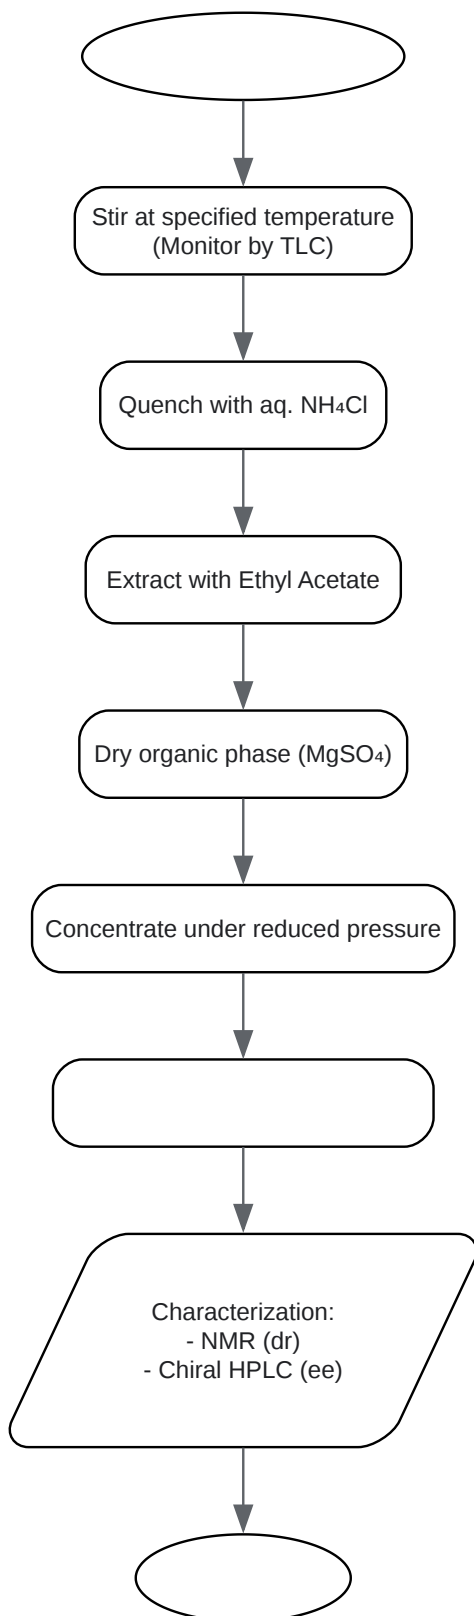 Stir at specified temperature
(Monitor by TLC)
Quench with aq. NH₄Cl
Extract with Ethyl Acetate
Dry organic phase (MgSO₄)
Concentrate under reduced pressure
Characterization:
- NMR (dr)
- Chiral HPLC (ee)